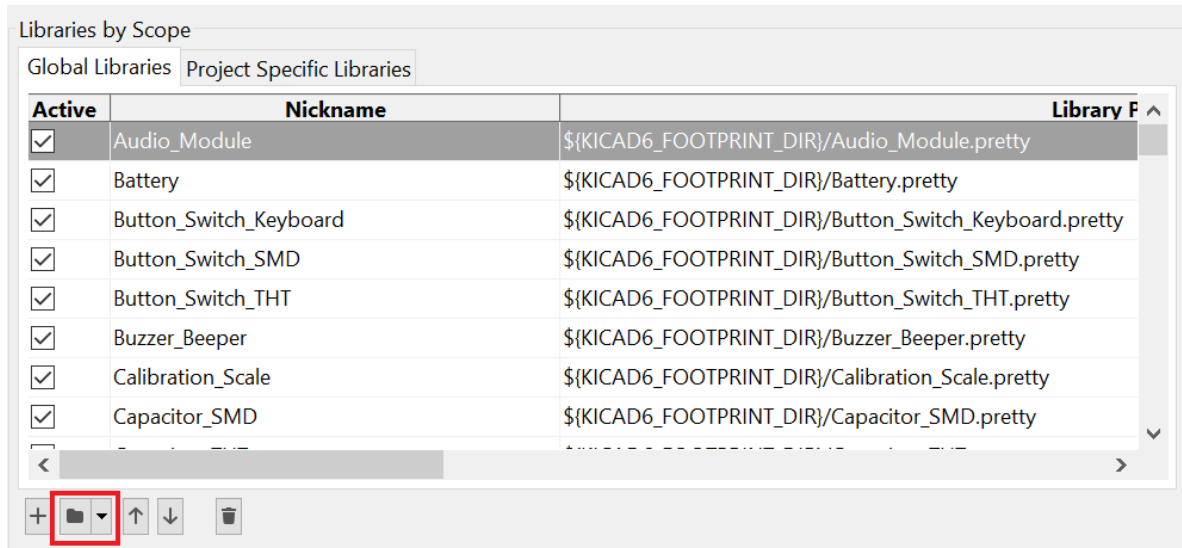 Libraries by Scope
Global Libraries Project Specific Libraries
Active Nickname Library P
Audio_Module ${KICAD6_FOOTPRINT_DIR}/Audio_Module.pretty
Battery ${KICAD6_FOOTPRINT_DIR}/Battery.pretty
Button_Switch_Keyboard ${KICAD6_FOOTPRINT_DIR}/Button_Switch_Keyboard.pretty
Button_Switch_SMD ${KICAD6_FOOTPRINT_DIR}/Button_Switch_SMD.pretty
Button_Switch_THT ${KICAD6_FOOTPRINT_DIR}/Button_Switch_THT.pretty
Buzzer_Beeper ${KICAD6_FOOTPRINT_DIR}/Buzzer_Beeper.pretty
Calibration_Scale ${KICAD6_FOOTPRINT_DIR}/Calibration_Scale.pretty
Capacitor_SMD ${KICAD6_FOOTPRINT_DIR}/Capacitor_SMD.pretty